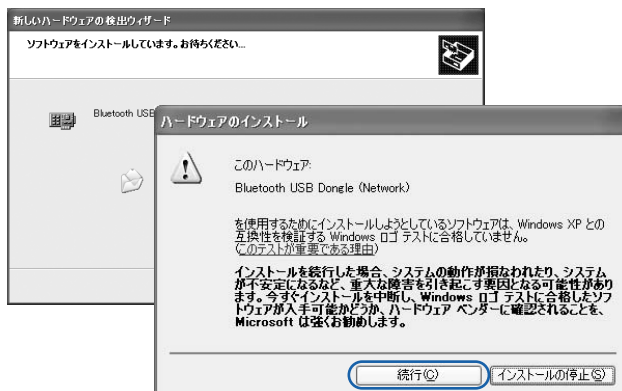 新しいハードウェアの検出ウィザード
ソフトウェアをインストールしています。お待ちください...
Bluetooth USB
ハードウェアのインストール
このハードウェア:
Bluetooth USB Dongle (Network)
を使用するためにインストールしようとしているソフトウェアは、Windows XP との
互換性を検証する Windows ロゴ テストに合格していません。
(このテストが重要である理由)
インストールを続行した場合、システムの動作が損なわれたり、システム
が不安定になるなど、重大な障害を引き起こす要因となる可能性があり
ます。今すぐインストールを中断し、Windows ロゴ テストに合格したソフ
トウェアが入手可能かどうか、ハードウェア ベンダーに確認されることを、
Microsoft は強くお勧めします。
続行(C)
インストールの停止(S)